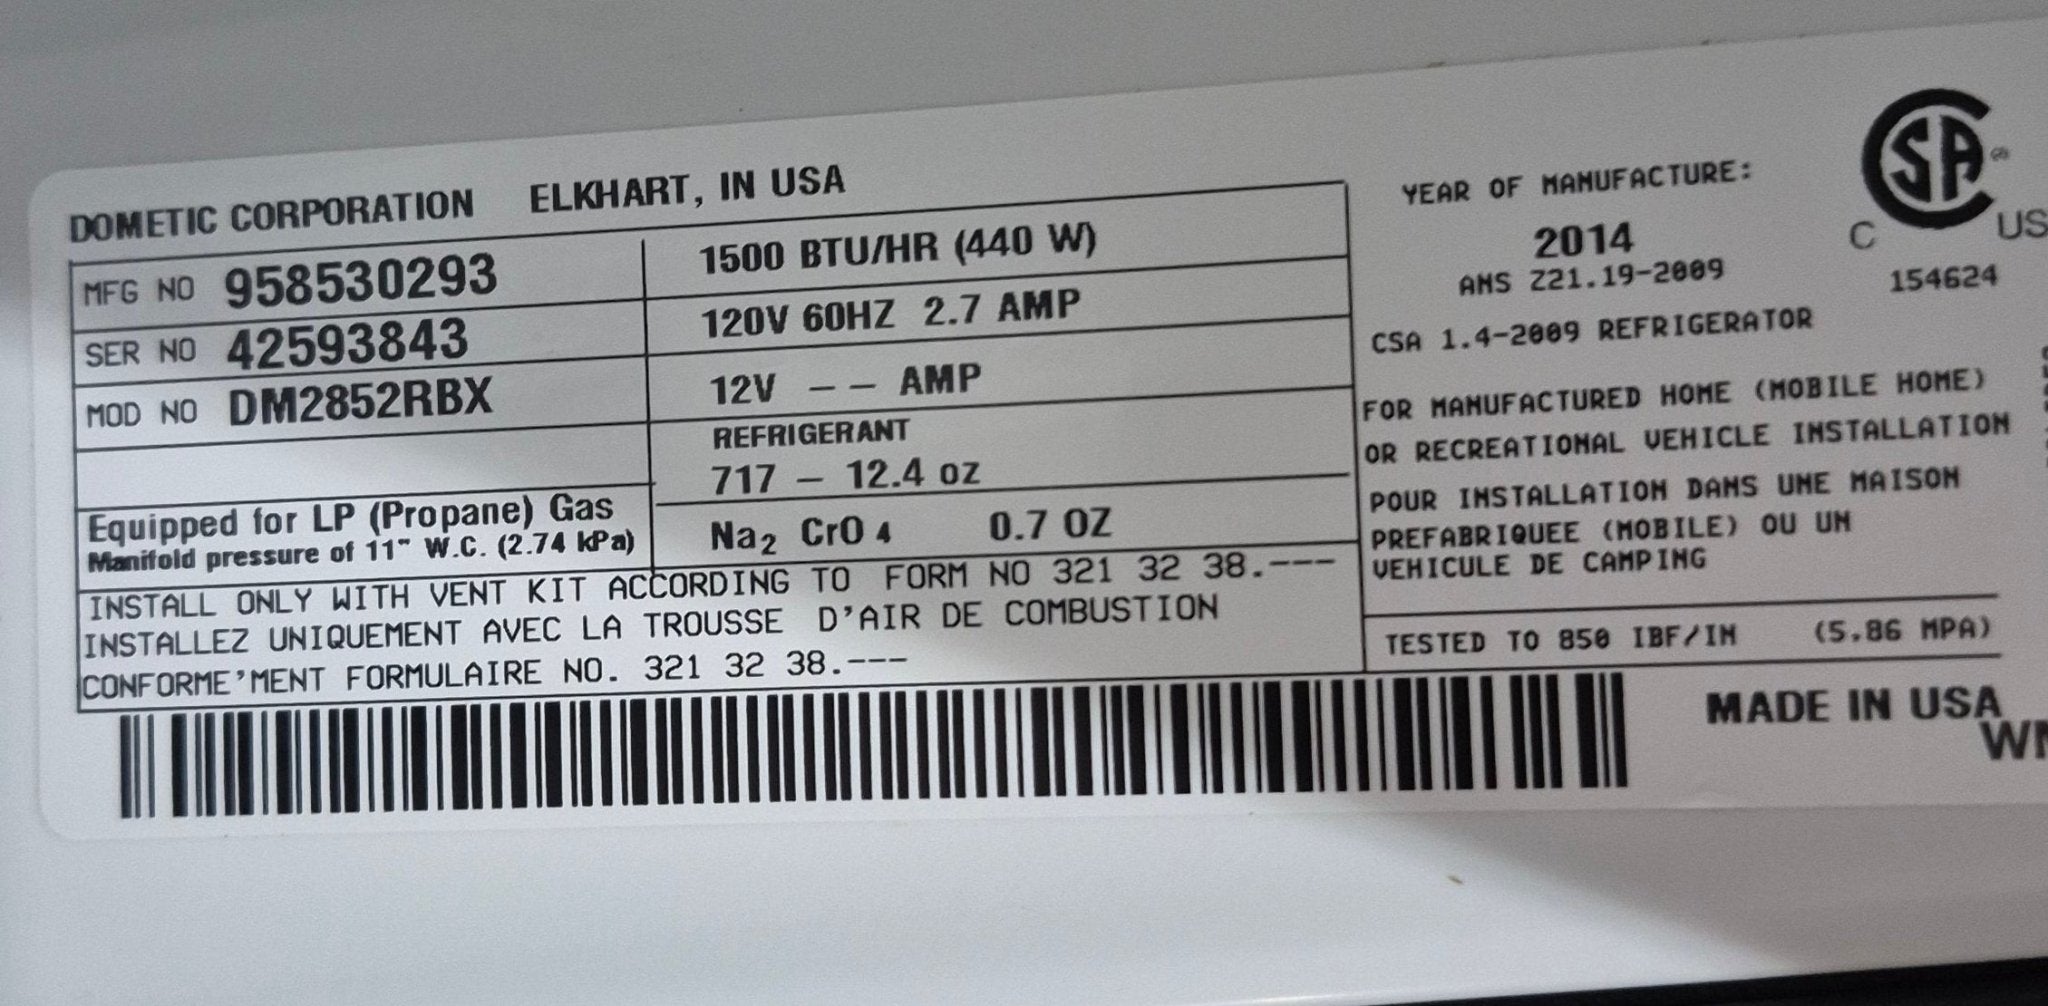 DOMETIC CORPORATION ELKHART, IN USA
MFG NO 958530293
SER NO 42593843
MOD NO DM2852RBX
Equipped for LP (Propane) Gas
Manifold pressure of 11" W.C. (2.74 kPa)
1500 BTU/HR (440 W)
120V 60HZ 2.7 AMP
12V -- AMP
REFRIGERANT
717 - 12.4 oz
Na2 CrO4 0.7 OZ
INSTALL ONLY WITH VENT KIT ACCORDING TO FORM NO 321 32 38.---
INSTALLEZ UNIQUEMENT AVEC LA TROUSSE D'AIR DE COMBUSTION
CONFORME'MENT FORMULAIRE NO. 321 32 38.---
YEAR OF MANUFACTURE:
2014
ANS Z21.19-2009
CSA 1.4-2009 REFRIGERATOR
FOR MANUFACTURED HOME (MOBILE HOME)
OR RECREATIONAL VEHICLE INSTALLATION
POUR INSTALLATION DANS UNE MAISON
PREFABRIQUEE (MOBILE) OU UN
VEHICULE DE CAMPING
TESTED TO 850 IBF/IN (5.86 MPA)
SA ®
C US
154624
MADE IN USA